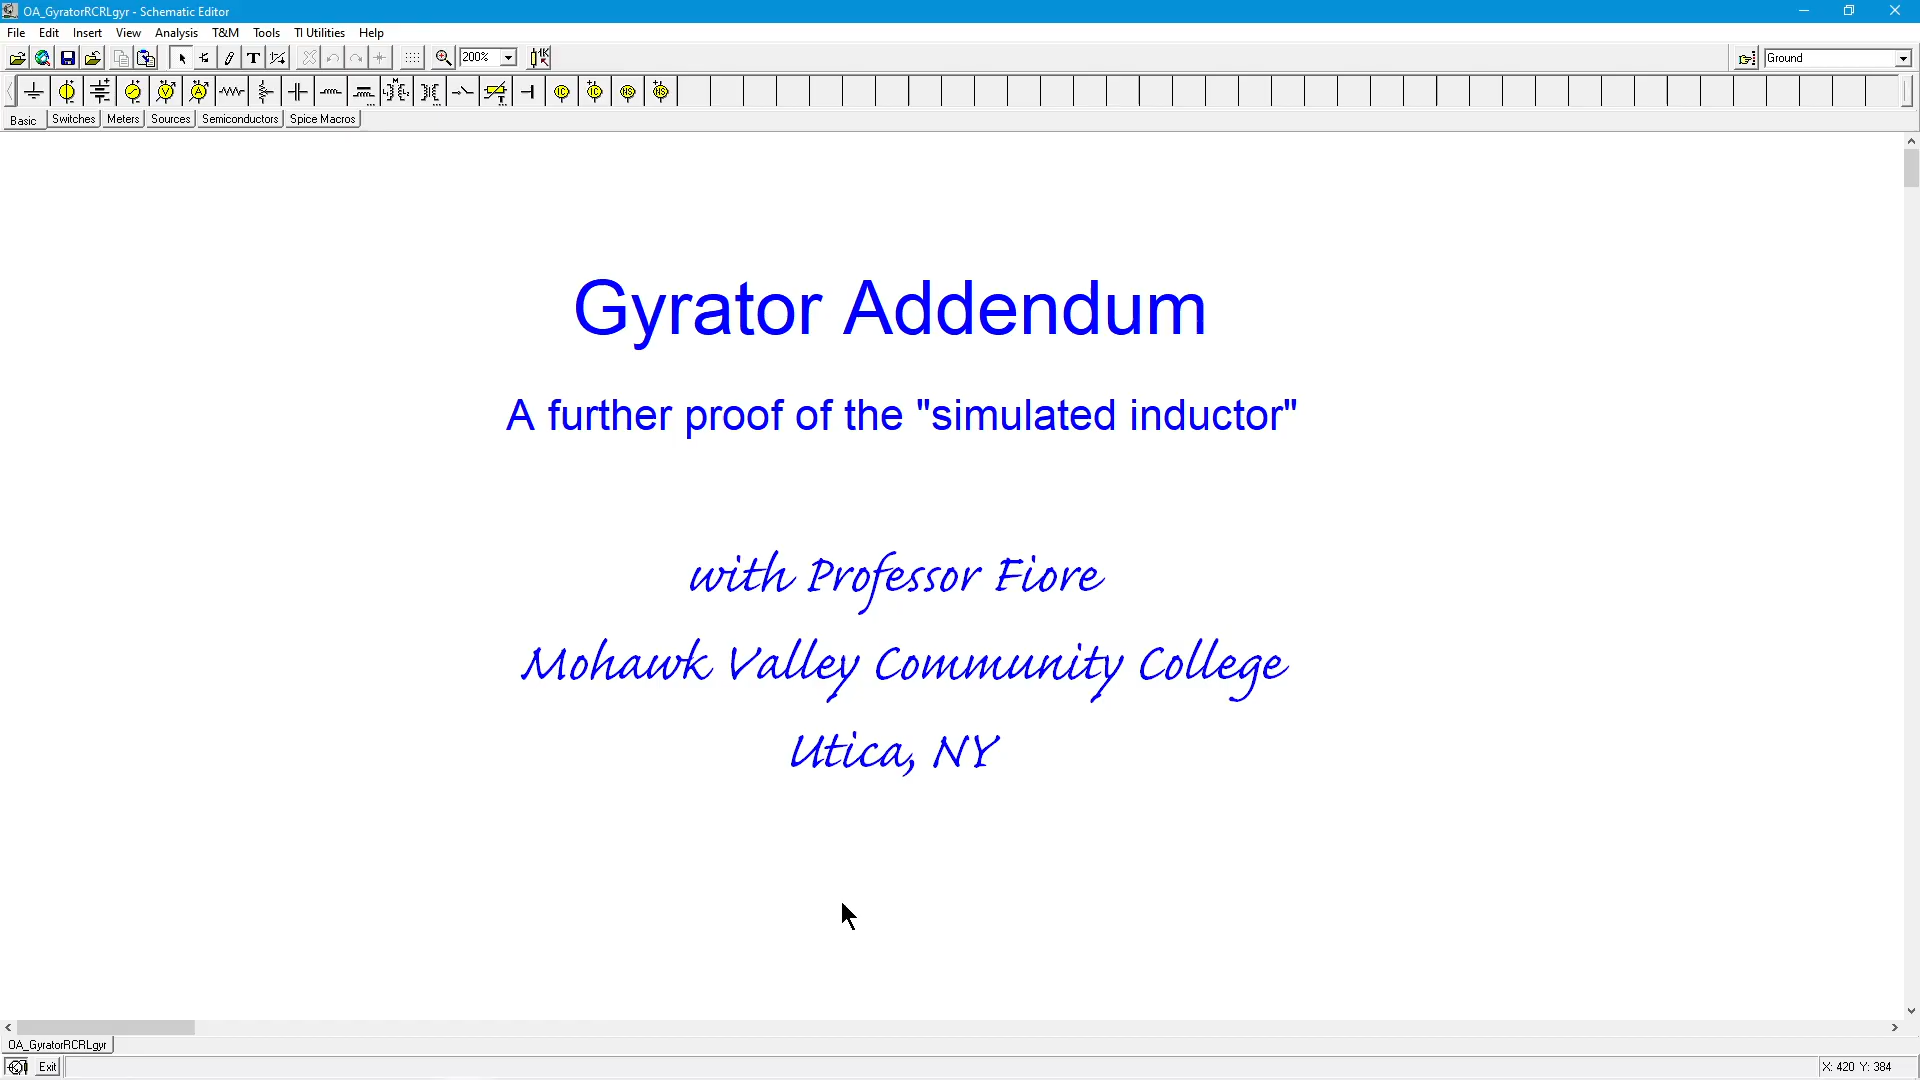 OA_GyratorRCRLgyr - Schematic Editor
File Edit Insert View Analysis T&M Tools TI Utilities Help
200% Ground
Basic Switches Meters Sources Semiconductors Spice Macros
Gyrator Addendum
A further proof of the "simulated inductor"
with Professor Fiore
Mohawk Valley Community College
Utica, NY
OA_GyratorRCRLgyr
Exit X: 420 Y: 384